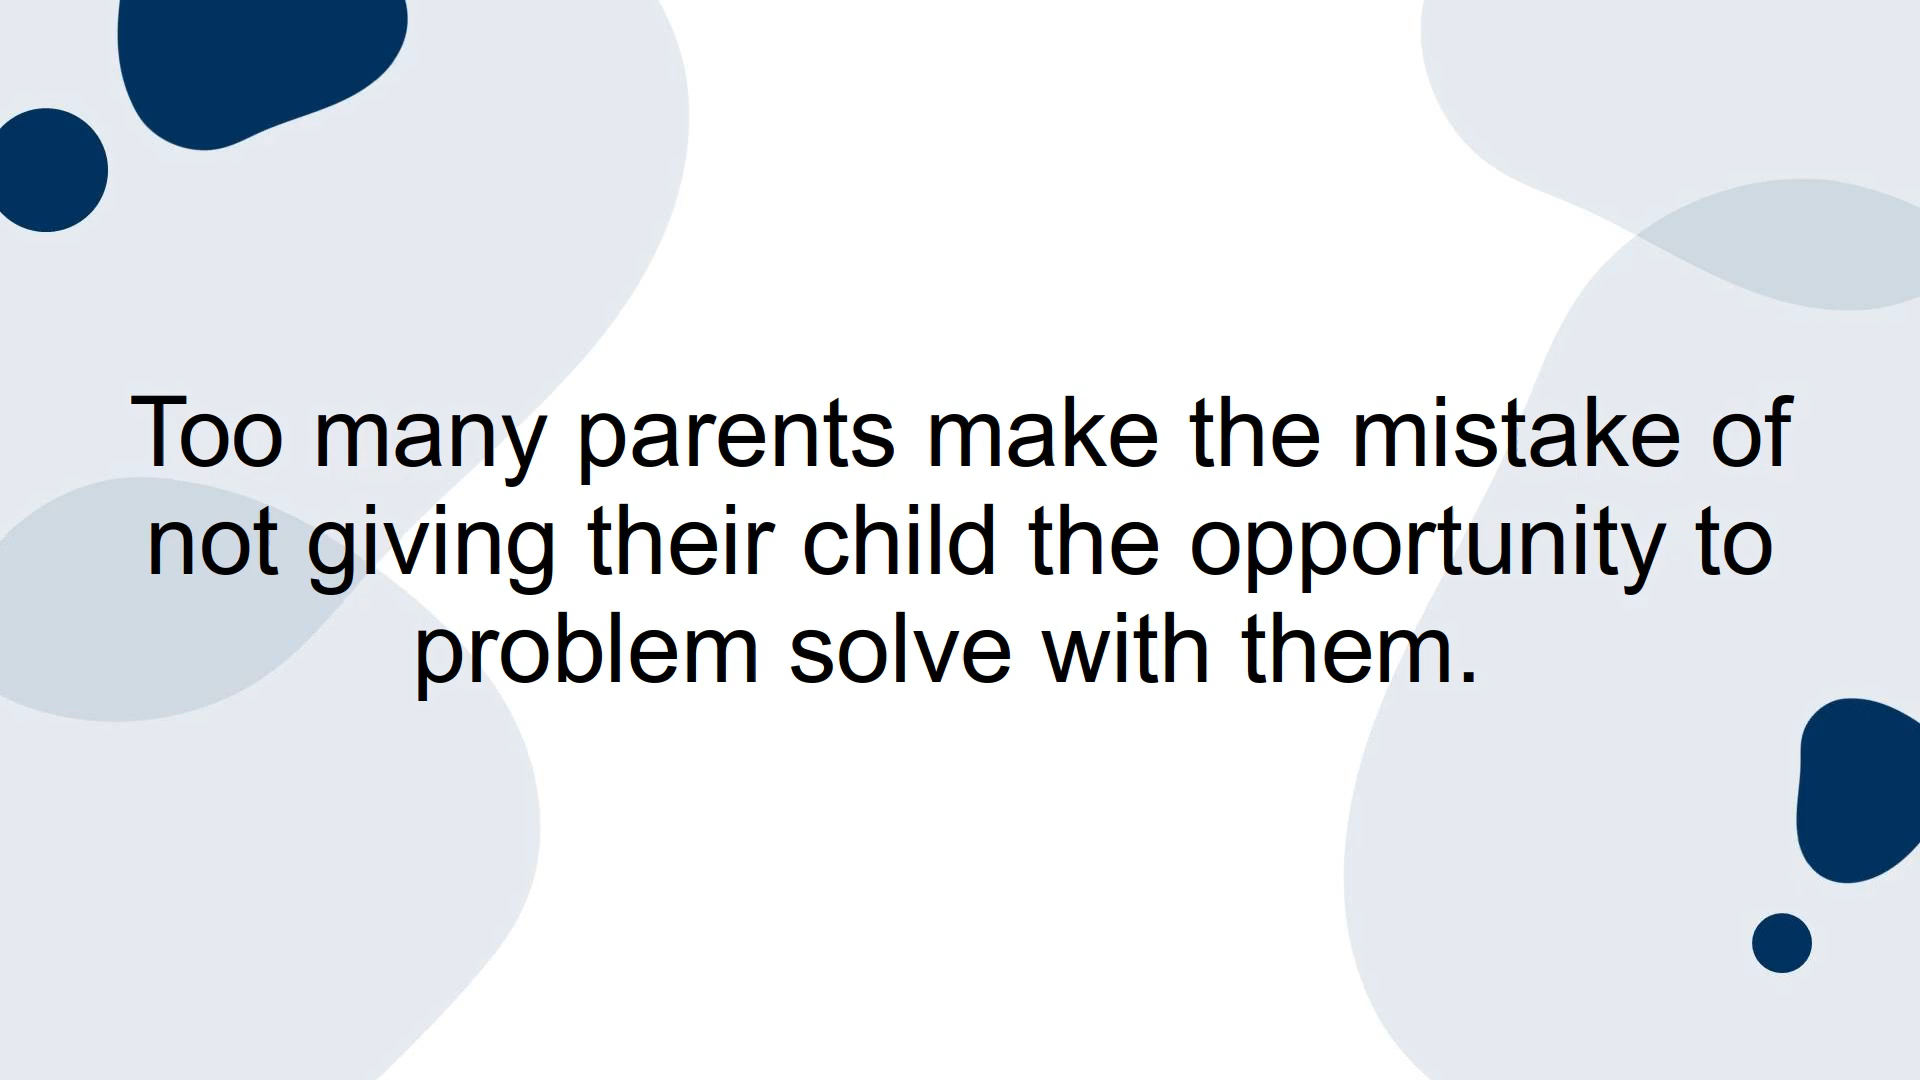 Too many parents make the mistake of
not giving their child the opportunity to
problem solve with them.